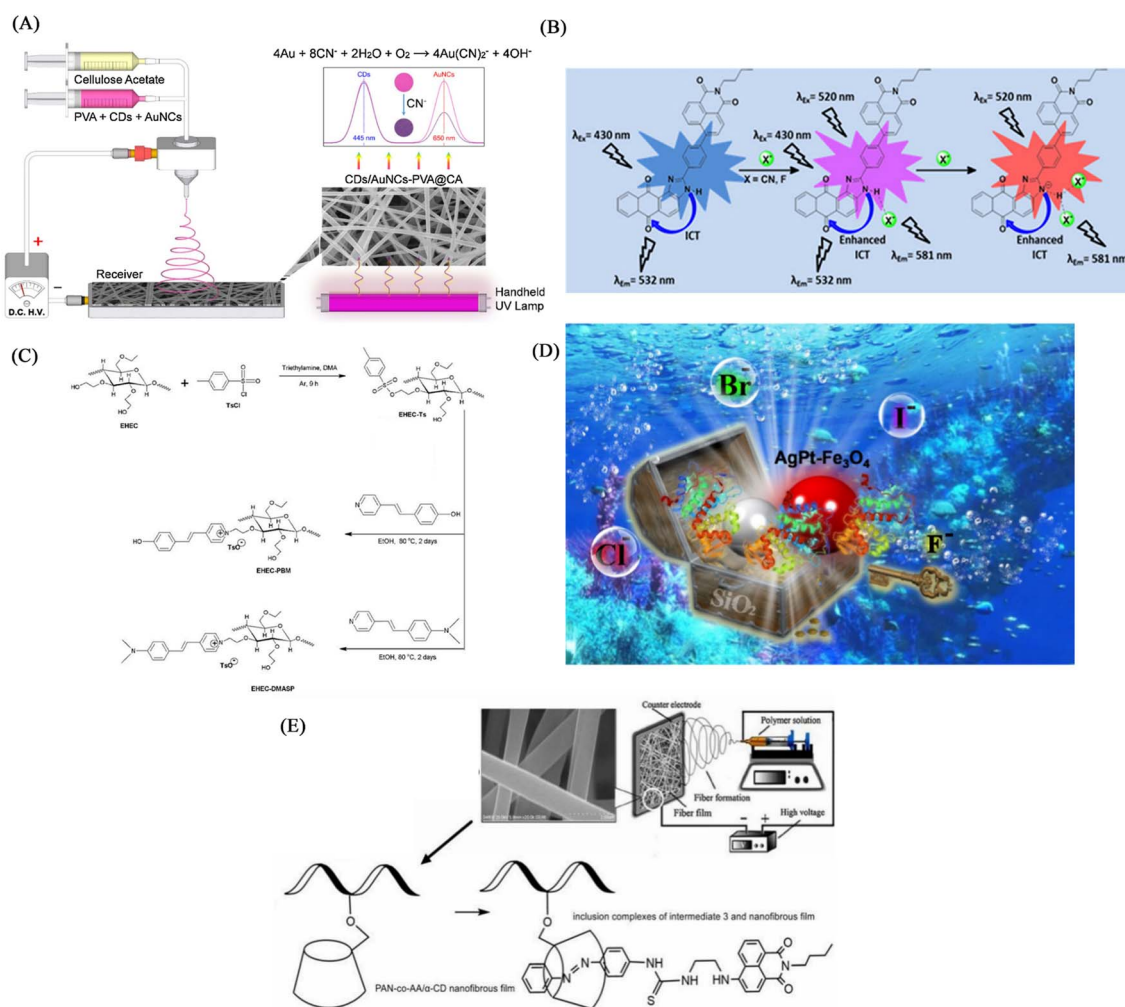 (A)
4Au + 8CN⁻ + 2H₂O + O₂ → 4Au(CN)₂⁻ + 4OH⁻
Cellulose Acetate
PVA + CDs + AuNCs
CDs
AuNCs
CN⁻
445 nm
650 nm
CDs/AuNCs-PVA@CA
+
Receiver
−
D.C. H.V.
Handheld
UV Lamp
(B)
λEx= 430 nm
λEx= 520 nm
λEx= 430 nm
λEx= 520 nm
X⁻
X = CN, F
X⁻
N
O
O
N
O
O
N
O
O
N
N
H
O
O
ICT
N
N
H
O
O
X⁻
Enhanced
ICT
N
N
H
O
O
X⁻
X⁻
Enhanced
ICT
λEm= 532 nm
λEm= 532 nm
λEm= 581 nm
λEm= 581 nm
(C)
EHEC
+
TsCl
Triethylamine, DMA
Ar, 9 h
EHEC-Ts
EtOH, 80 °C, 2 days
TsO⁻
EHEC-PBM
EtOH, 80 °C, 2 days
TsO⁻
EHEC-DMASP
(D)
Br⁻
I⁻
AgPt-Fe₃O₄
Cl⁻
F⁻
SiO₂
(E)
Counter electrode
Polymer solution
Fiber formation
Fiber film
− +
High voltage
O
O
inclusion complexes of intermediate 3 and nanofibrous film
PAN-co-AA/α-CD nanofibrous film
N
N
NH
S
NH
NH
O
N
O